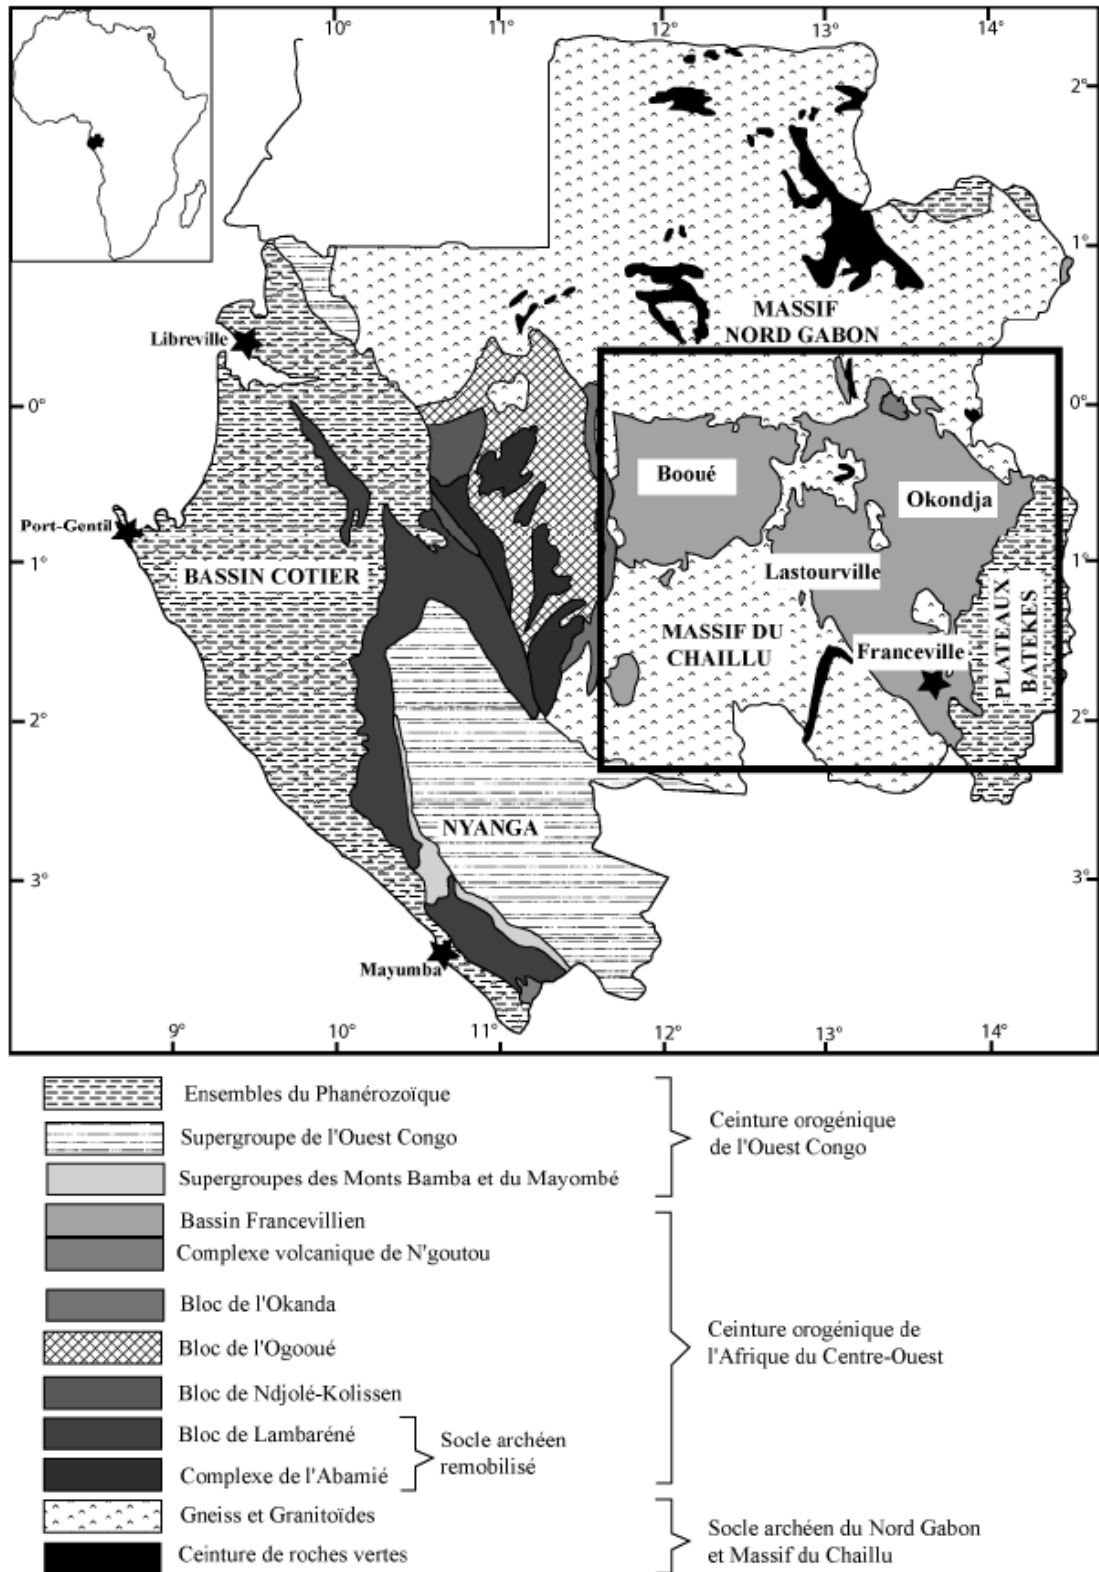 10°
11°
12°
13°
14°
2°
1°
MASSIF
NORD GABON
Libreville
0°
0°
Booué
Okondja
Port-Gentil
1°
BASSIN COTIER
Lastourville
1°
PLATEAUX
BATEKES
MASSIF DU
CHAILLU
Franceville
2°
2°
NYANGA
3°
3°
Mayumba
9°
10°
11°
12°
13°
14°
Ensembles du Phanérozoïque
Supergroupe de l'Ouest Congo
Supergroupes des Monts Bamba et du Mayombé
Ceinture orogénique
de l'Ouest Congo
Bassin Francevillien
Complexe volcanique de N'goutou
Bloc de l'Okanda
Bloc de l'Ogooué
Bloc de Ndjolé-Kolissen
Bloc de Lambaréné
Complexe de l'Abamié
Socle archéen
remobilisé
Ceinture orogénique de
l'Afrique du Centre-Ouest
Gneiss et Granitoïdes
Ceinture de roches vertes
Socle archéen du Nord Gabon
et Massif du Chaillu